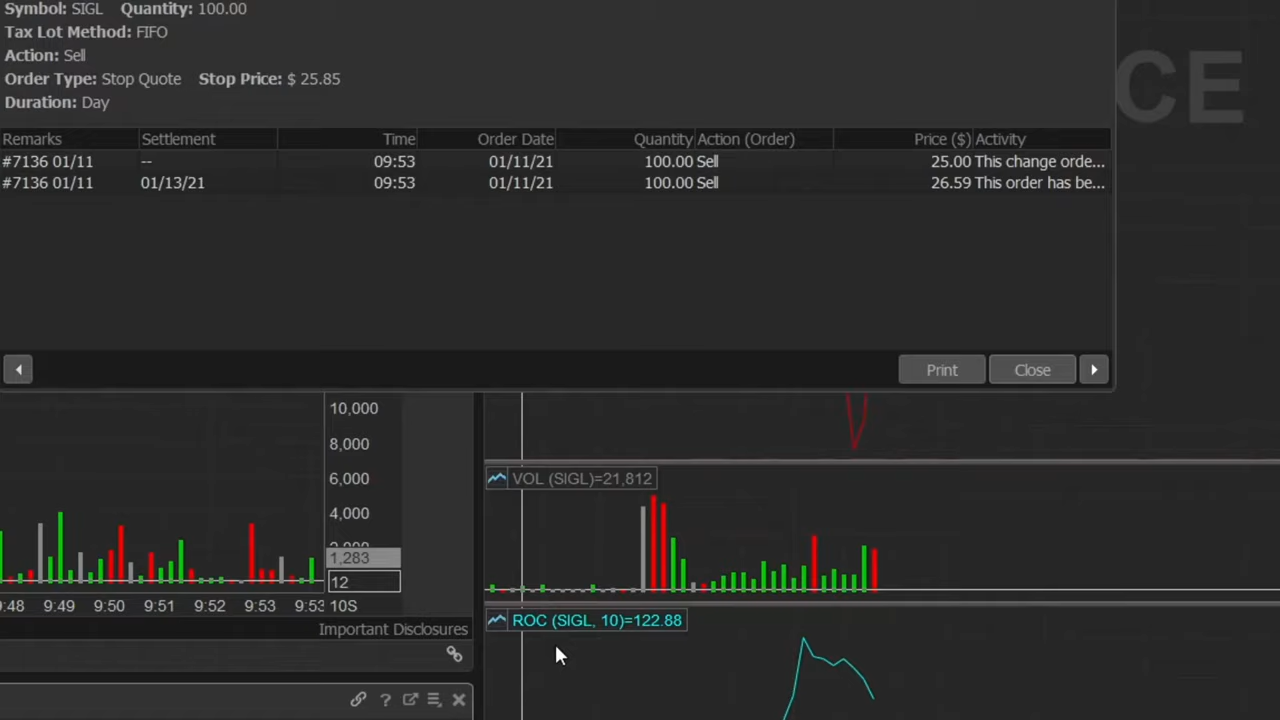 Symbol: SIGL Quantity: 100.00
Tax Lot Method: FIFO
CE
Action: Sell
Order Type: Stop Quote Stop Price: $ 25.85
Duration: Day
Remarks Settlement Time Order Date Quantity Action (Order) Price ($) Activity
#7136 01/11 -- 09:53 01/11/21 100.00 Sell 25.00 This change orde...
#7136 01/11 01/13/21 09:53 01/11/21 100.00 Sell 26.59 This order has be...
Print Close
10,000
8,000
6,000
4,000
1,283
12
9:48 9:49 9:50 9:51 9:52 9:53 9:53 10S
Important Disclosures
?
VOL (SIGL)=21,812
ROC (SIGL, 10)=122.88